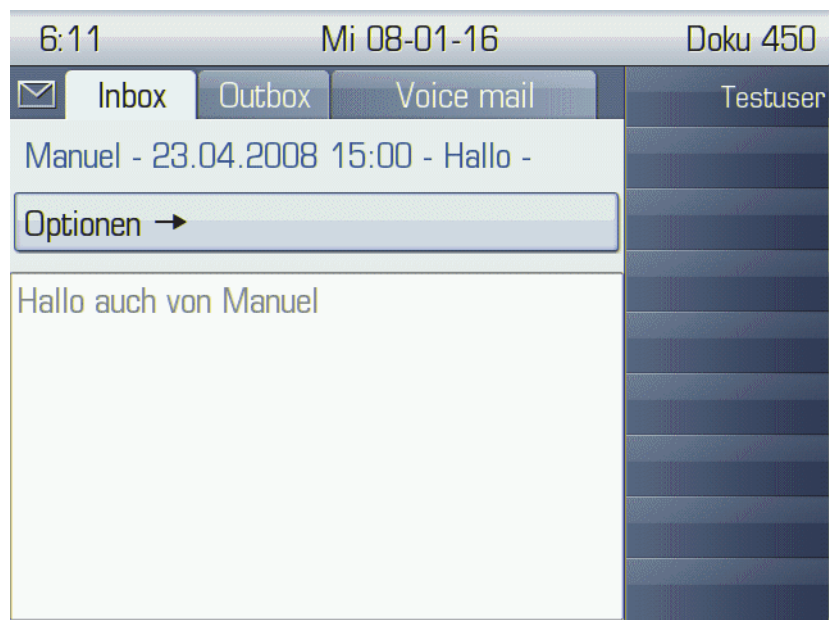 6:11 Mi 08-01-16 Doku 450
Inbox Outbox Voice mail Testuser
Manuel - 23.04.2008 15:00 - Hallo -
Optionen →
Hallo auch von Manuel